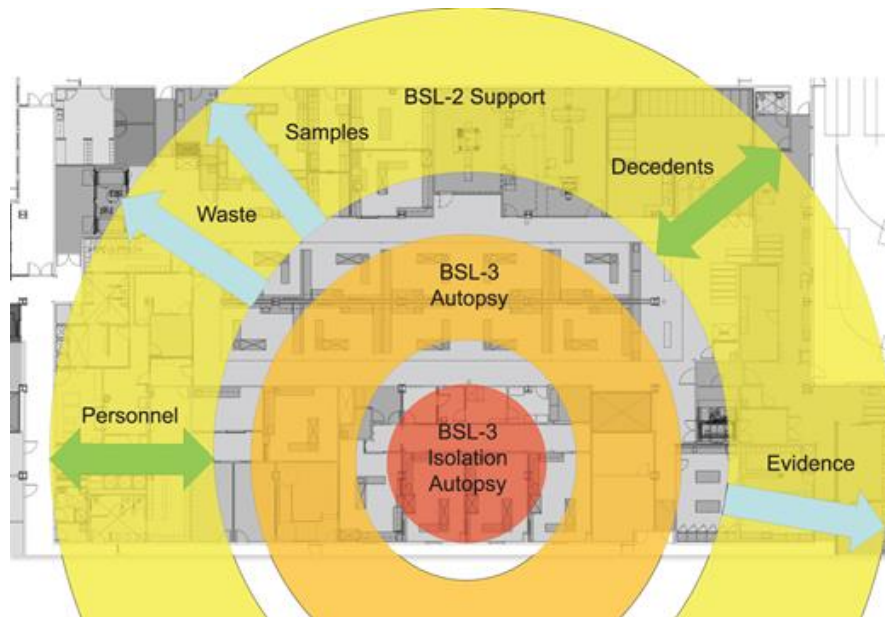 BSL-2 Support
Samples
Decedents
Waste
BSL-3
Autopsy
Personnel
BSL-3
Isolation
Autopsy
Evidence